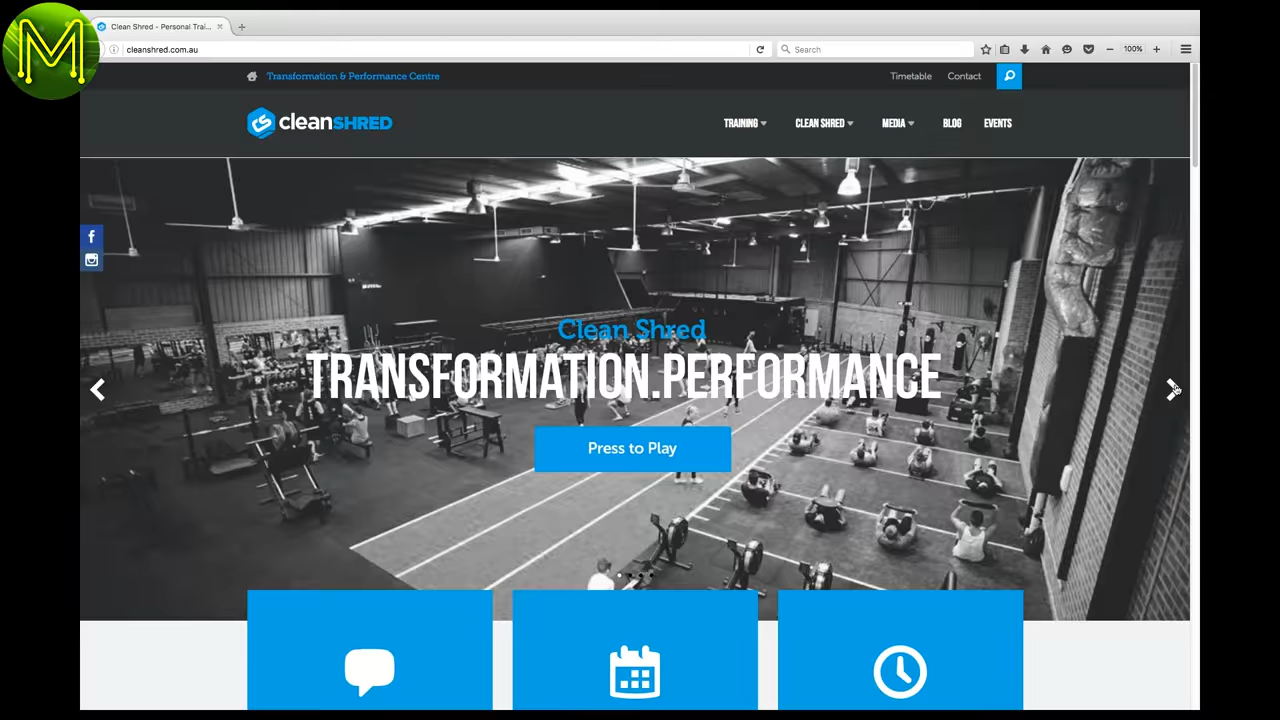 M
Clean Shred - Personal Trai...
cleanshred.com.au
Search
100%
Transformation & Performance Centre
Timetable
Contact
cleanSHRED
TRAINING
CLEAN SHRED
MEDIA
BLOG
EVENTS
Clean Shred
TRANSFORMATION.PERFORMANCE
Press to Play